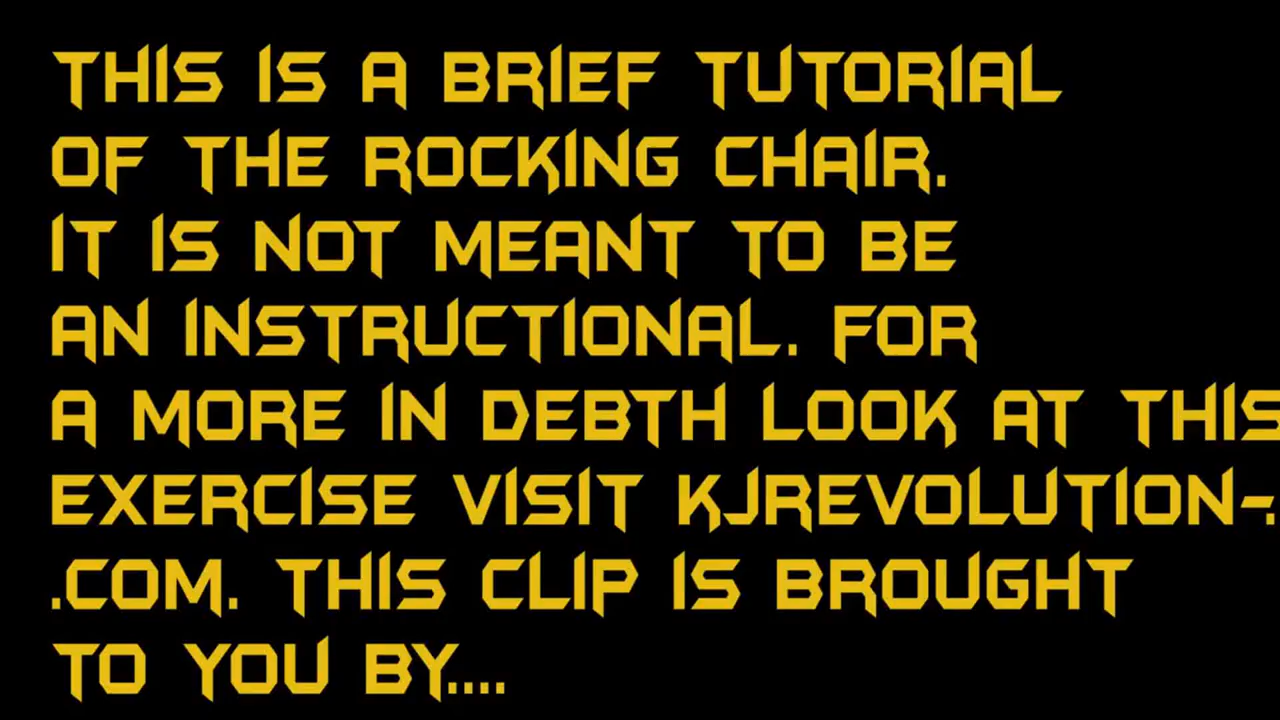 THIS IS A BRIEF TUTORIAL
OF THE ROCKING CHAIR.
IT IS NOT MEANT TO BE
AN INSTRUCTIONAL. FOR
A MORE IN DEBTH LOOK AT THIS
EXERCISE VISIT KJREVOLUTION-.
.COM. THIS CLIP IS BROUGHT
TO YOU BY....